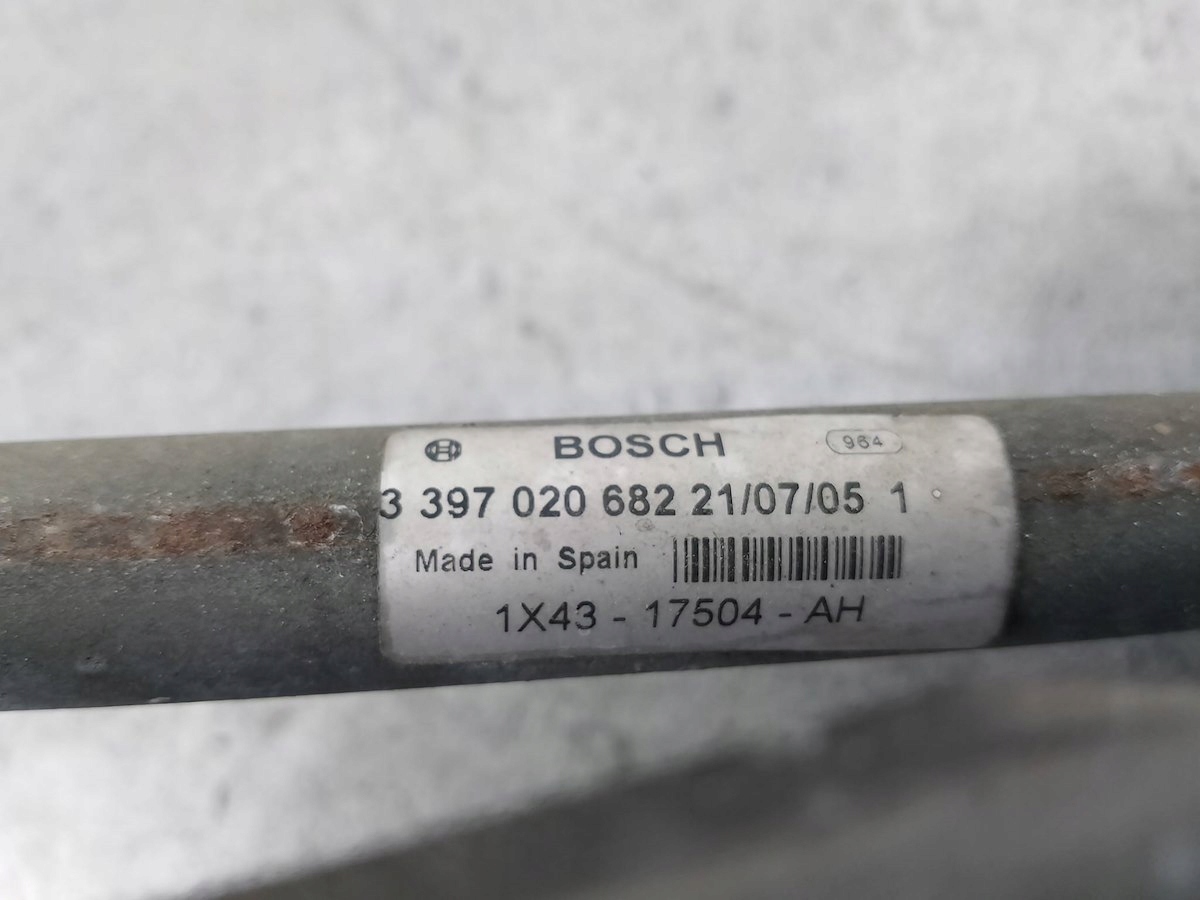 BOSCH 964
3 397 020 682 21/07/05 1
Made in Spain
1X43 - 17504 - AH